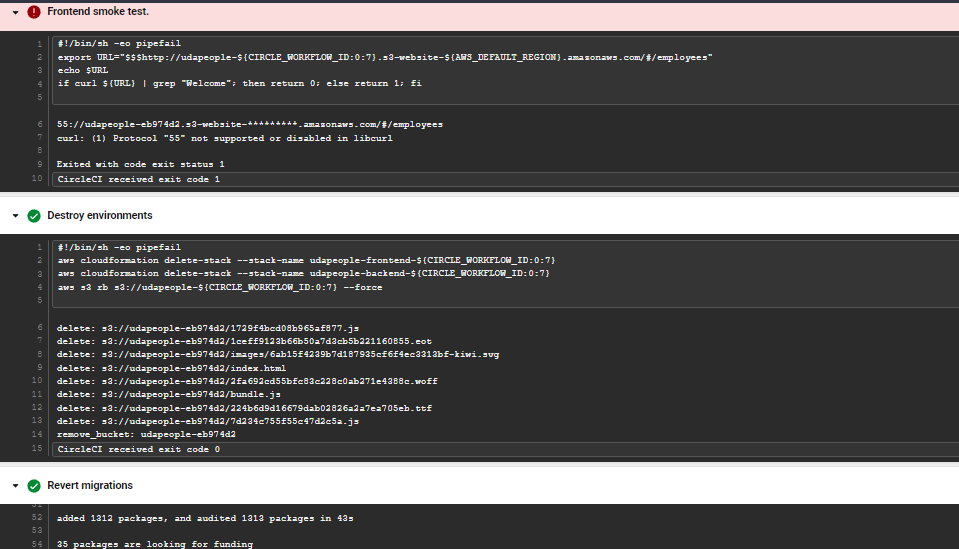 Frontend smoke test.
1 #!/bin/sh -eo pipefail
2 export URL="$$$http://udapeople-${CIRCLE_WORKFLOW_ID:0:7}.s3-website-${AWS_DEFAULT_REGION}.amazonaws.com/#/employees"
3 echo $URL
4 if curl ${URL} | grep "Welcome"; then return 0; else return 1; fi
5
6 55://udapeople-eb974d2.s3-website-*********.amazonaws.com/#/employees
7 curl: (1) Protocol "55" not supported or disabled in libcurl
8
9 Exited with code exit status 1
10 CircleCI received exit code 1
Destroy environments
1 #!/bin/sh -eo pipefail
2 aws cloudformation delete-stack --stack-name udapeople-frontend-${CIRCLE_WORKFLOW_ID:0:7}
3 aws cloudformation delete-stack --stack-name udapeople-backend-${CIRCLE_WORKFLOW_ID:0:7}
4 aws s3 rb s3://udapeople-${CIRCLE_WORKFLOW_ID:0:7} --force
5
6 delete: s3://udapeople-eb974d2/1729f4bcd08b965af877.js
7 delete: s3://udapeople-eb974d2/1ceff9123b66b50a7d3cb5b221160855.eot
8 delete: s3://udapeople-eb974d2/images/6ab15f4239b7d187935cf6f4ec3313bf-kiwi.svg
9 delete: s3://udapeople-eb974d2/index.html
10 delete: s3://udapeople-eb974d2/2fa692cd55bfc83c228c0ab271e4388c.woff
11 delete: s3://udapeople-eb974d2/bundle.js
12 delete: s3://udapeople-eb974d2/224b6d9d16679dab02826a2a7ea705eb.ttf
13 delete: s3://udapeople-eb974d2/7d234c755f55c47d2c5a.js
14 remove_bucket: udapeople-eb974d2
15 CircleCI received exit code 0
Revert migrations
51
52 added 1312 packages, and audited 1313 packages in 43s
53
54 35 packages are looking for funding